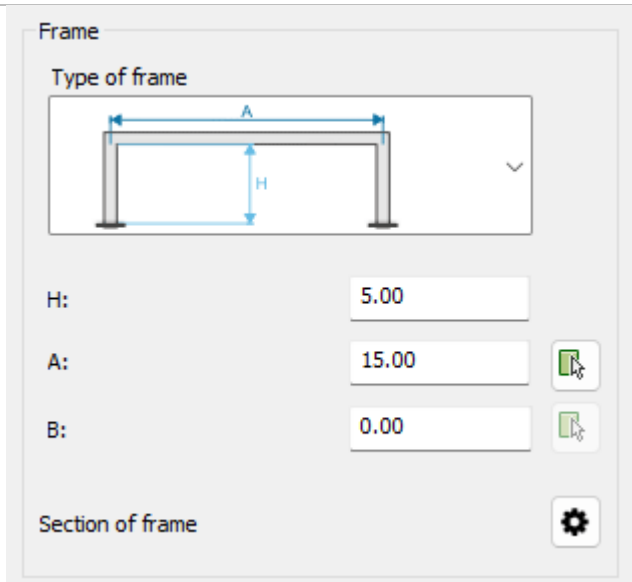 Frame
Type of frame
A
H
H: 5.00
A: 15.00
B: 0.00
Section of frame